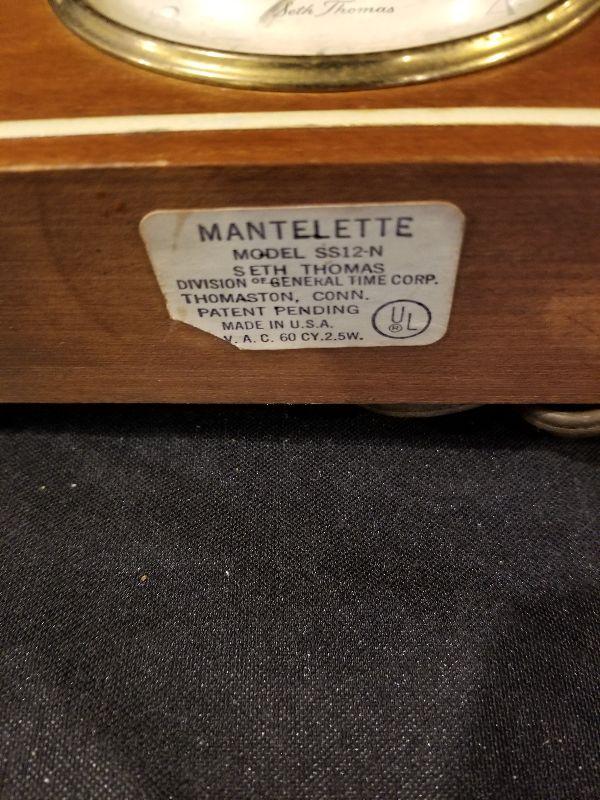 Seth Thomas
MANTELETTE
MODEL SS12-N
SETH THOMAS
DIVISION OF GENERAL TIME CORP.
THOMASTON, CONN.
PATENT PENDING
MADE IN U.S.A.
V. A. C. 60 CY. 2.5W.
UL
®